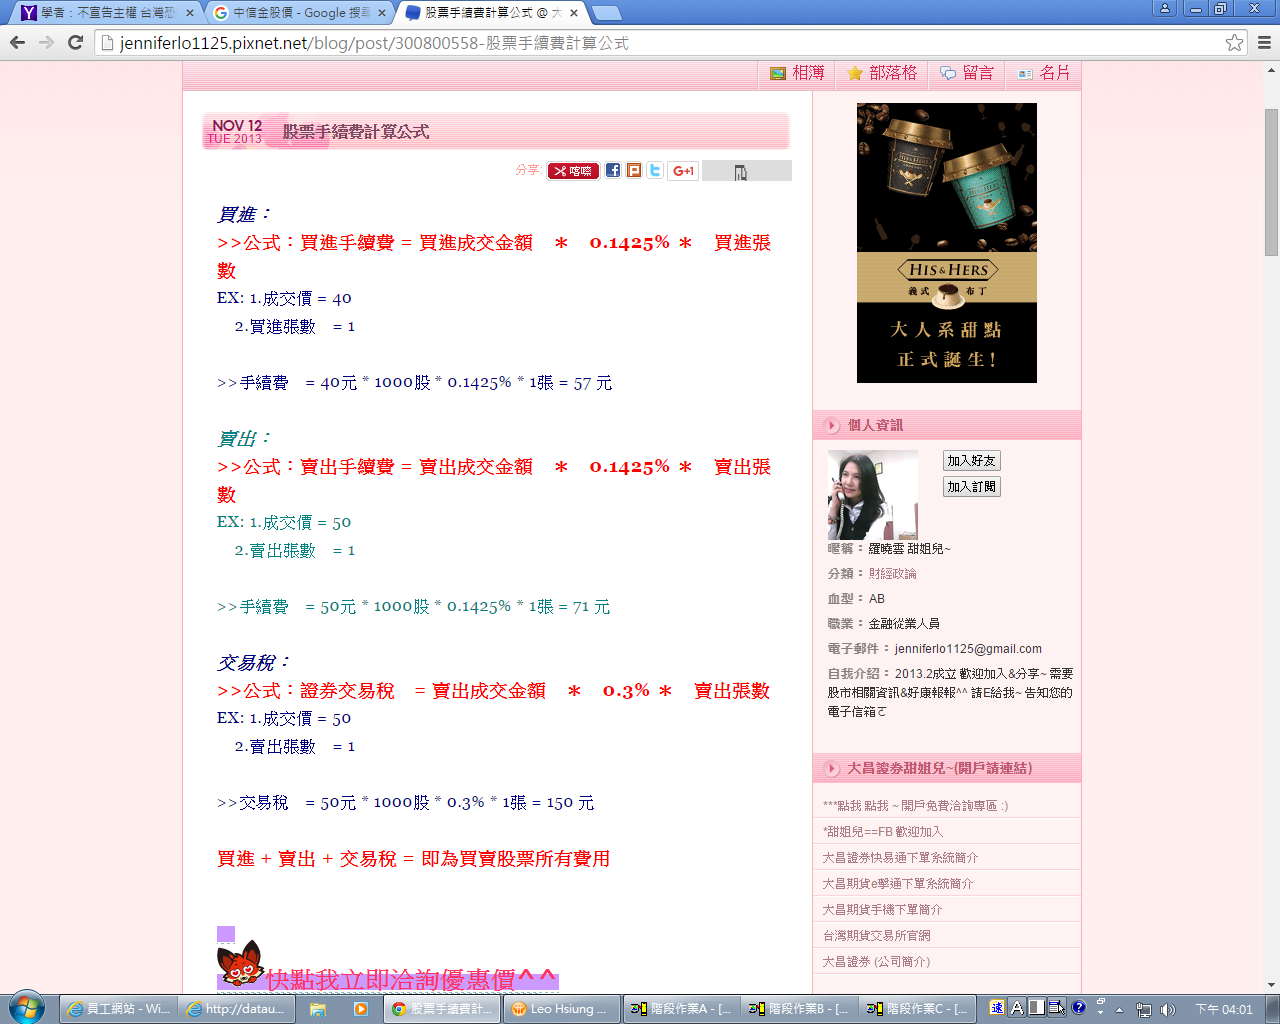 學者：不宣告主權 台灣恐
中信金股價 - Google 搜尋
股票手續費計算公式 @ 大
jenniferlo1125.pixnet.net/blog/post/300800558-股票手續費計算公式
相簿
部落格
留言
名片
NOV 12
TUE 2013
股票手續費計算公式
分享:
喀嚓
G+1
買進：
>>公式：買進手續費 = 買進成交金額 ＊ 0.1425% ＊ 買進張
數
EX: 1.成交價 = 40
2.買進張數 = 1
>>手續費 = 40元 * 1000股 * 0.1425% * 1張 = 57 元
賣出：
>>公式：賣出手續費 = 賣出成交金額 ＊ 0.1425% ＊ 賣出張
數
EX: 1.成交價 = 50
2.賣出張數 = 1
>>手續費 = 50元 * 1000股 * 0.1425% * 1張 = 71 元
交易稅：
>>公式：證券交易稅 = 賣出成交金額 ＊ 0.3% ＊ 賣出張數
EX: 1.成交價 = 50
2.賣出張數 = 1
>>交易稅 = 50元 * 1000股 * 0.3% * 1張 = 150 元
買進 + 賣出 + 交易稅 = 即為買賣股票所有費用
快點我立即洽詢優惠價^^
HIS&HERS
HIS&HERS
HIS & HERS
義式 布丁
大人系甜點
正式誕生!
個人資訊
加入好友
加入訂閱
暱稱： 羅曉雲 甜姐兒~
分類： 財經政論
血型： AB
職業： 金融從業人員
電子郵件： jenniferlo1125@gmail.com
自我介紹： 2013.2成立 歡迎加入&分享~ 需要
股市相關資訊&好康報報^^ 請E給我~ 告知您的
電子信箱ㄛ
大昌證券甜姐兒~(開戶請連結)
***點我 點我 ~ 開戶免費洽詢專區 :)
*甜姐兒==FB 歡迎加入
大昌證券快易通下單系統簡介
大昌期貨e擊通下單系統簡介
大昌期貨手機下單簡介
台灣期貨交易所官網
大昌證券 (公司簡介)
員工網站 - Wi...
http://datau...
股票手續費計...
Leo Hsiung ...
階段作業A - [...
階段作業B - [...
階段作業C - [...
速
A
下午 04:01